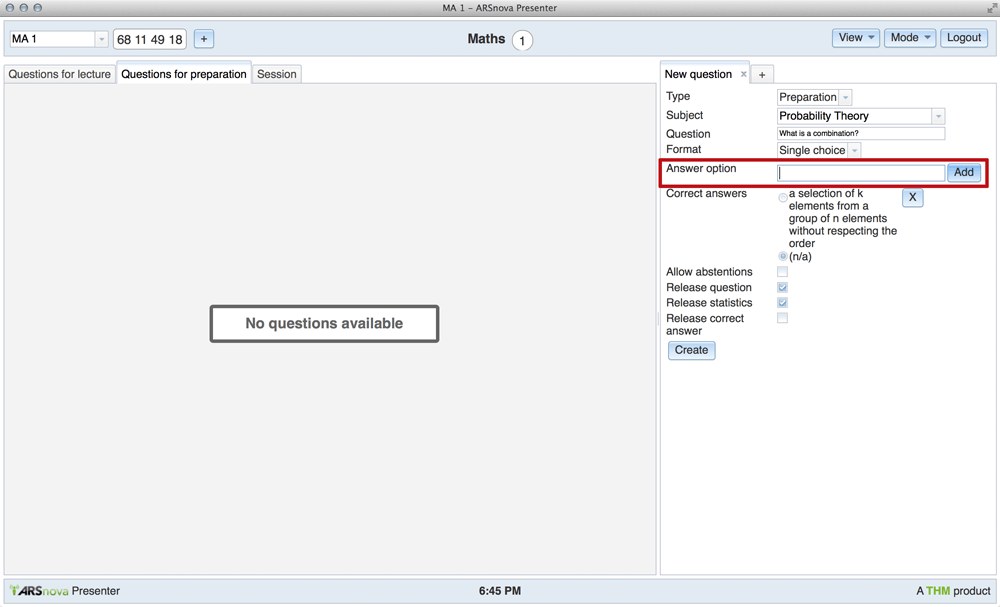 MA 1 – ARSnova Presenter
MA 1
68 11 49 18
+
Maths 1
View
Mode
Logout
Questions for lecture
Questions for preparation
Session
New question ×
+
Type
Preparation
Subject
Probability Theory
Question
What is a combination?
Format
Single choice
Answer option
Add
Correct answers
a selection of k
elements from a
group of n elements
without respecting the
order
X
(n/a)
Allow abstentions
Release question
Release statistics
Release correct
answer
Create
No questions available
ARSnova Presenter
6:45 PM
A THM product